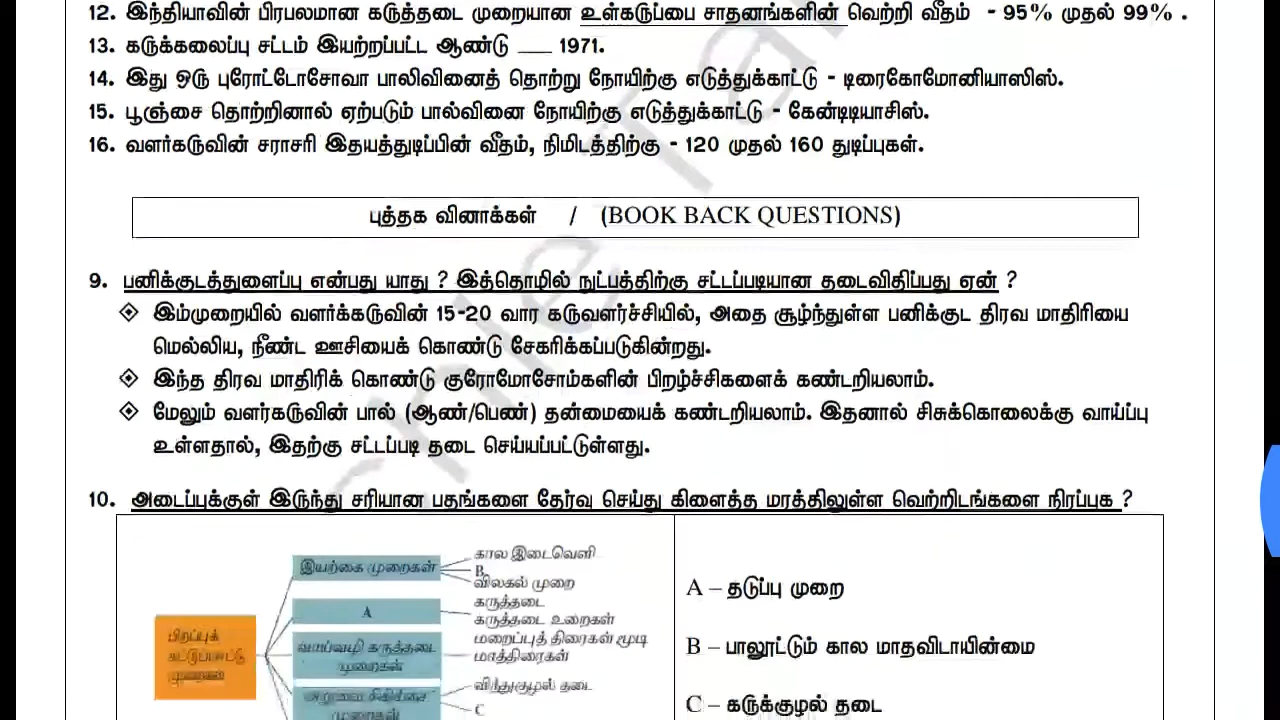 12. இந்தியாவின் பிரபலமான கருத்தடை முறையான உள்கருப்பை சாதனங்களின் வெற்றி வீதம் - 95% முதல் 99% .
13. கருக்கலைப்பு சட்டம் இயற்றப்பட்ட ஆண்டு ___ 1971.
14. இது ஒரு புரோட்டோசோவா பாலிவினைத் தொற்று நோயிற்கு எடுத்துக்காட்டு - டிரைகோமோனியாஸிஸ்.
15. பூஞ்சை தொற்றினால் ஏற்படும் பால்வினை நோயிற்கு எடுத்துக்காட்டு - கேன்டிடியாசிஸ்.
16. வளர்கருவின் சராசரி இதயத்துடிப்பின் வீதம், நிமிடத்திற்கு - 120 முதல் 160 துடிப்புகள்.
புத்தக வினாக்கள் / (BOOK BACK QUESTIONS)
9. பனிக்குடத்துளைப்பு என்பது யாது ? இத்தொழில் நுட்பத்திற்கு சட்டப்படியான தடைவிதிப்பது ஏன் ?
❖ இம்முறையில் வளர்க்கருவின் 15-20 வார கருவளர்ச்சியில், அதை சூழ்ந்துள்ள பனிக்குட திரவ மாதிரியை
மெல்லிய, நீண்ட ஊசியைக் கொண்டு சேகரிக்கப்படுகின்றது.
❖ இந்த திரவ மாதிரிக் கொண்டு குரோமோசோம்களின் பிறழ்ச்சிகளைக் கண்டறியலாம்.
❖ மேலும் வளர்கருவின் பால் (ஆண்/பெண்) தன்மையைக் கண்டறியலாம். இதனால் சிசுக்கொலைக்கு வாய்ப்பு
உள்ளதால், இதற்கு சட்டப்படி தடை செய்யப்பட்டுள்ளது.
10. அடைப்புக்குள் இருந்து சரியான பதங்களை தேர்வு செய்து கிளைத்த மரத்திலுள்ள வெற்றிடங்களை நிரப்புக ?
கால இடைவெளி
இயற்கை முறைகள்
B
விலகல் முறை
A
கருத்தடை
கருத்தடை உறைகள்
மறைப்புத் திரைகள் மூடி
வாய்வழி கருத்தடை
முறைகள்
மாத்திரைகள்
பிறப்புக்
கட்டுப்பாட்டு
முறைகள்
விந்துகுழல் தடை
அறுவை சிகிச்சை
முறைகள்
C
A – தடுப்பு முறை
B – பாலூட்டும் கால மாதவிடாயின்மை
C – கடுக்குழல் தடை